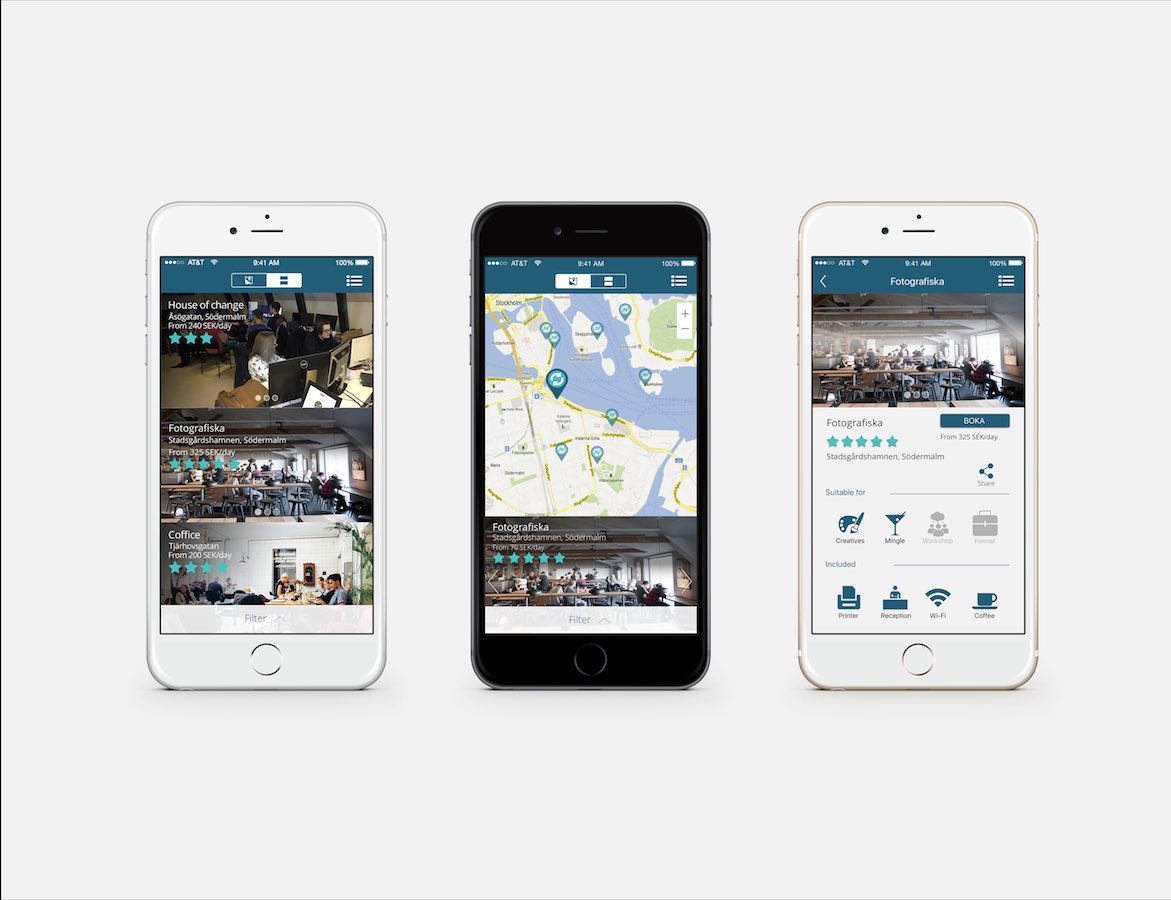 AT&T 9:41 AM 100%
House of change
Åsögatan, Södermalm
From 240 SEK/day
Fotografiska
Stadsgårdshamnen, Södermalm
From 325 SEK/day
Coffice
Tjärhovsgatan
From 200 SEK/day
Filter
AT&T 9:41 AM 100%
Stockholm
+
−
Katarina-Sofia
Södermalm
Fotografiska
Stadsgårdshamnen, Södermalm
From 70 SEK/day
Filter
AT&T 9:41 AM 100%
Fotografiska
Fotografiska
BOKA
From 325 SEK/day
Stadsgårdshamnen, Södermalm
Share
Suitable for
Creatives Mingle Workshop Formal
Included
Printer Reception Wi-Fi Coffee